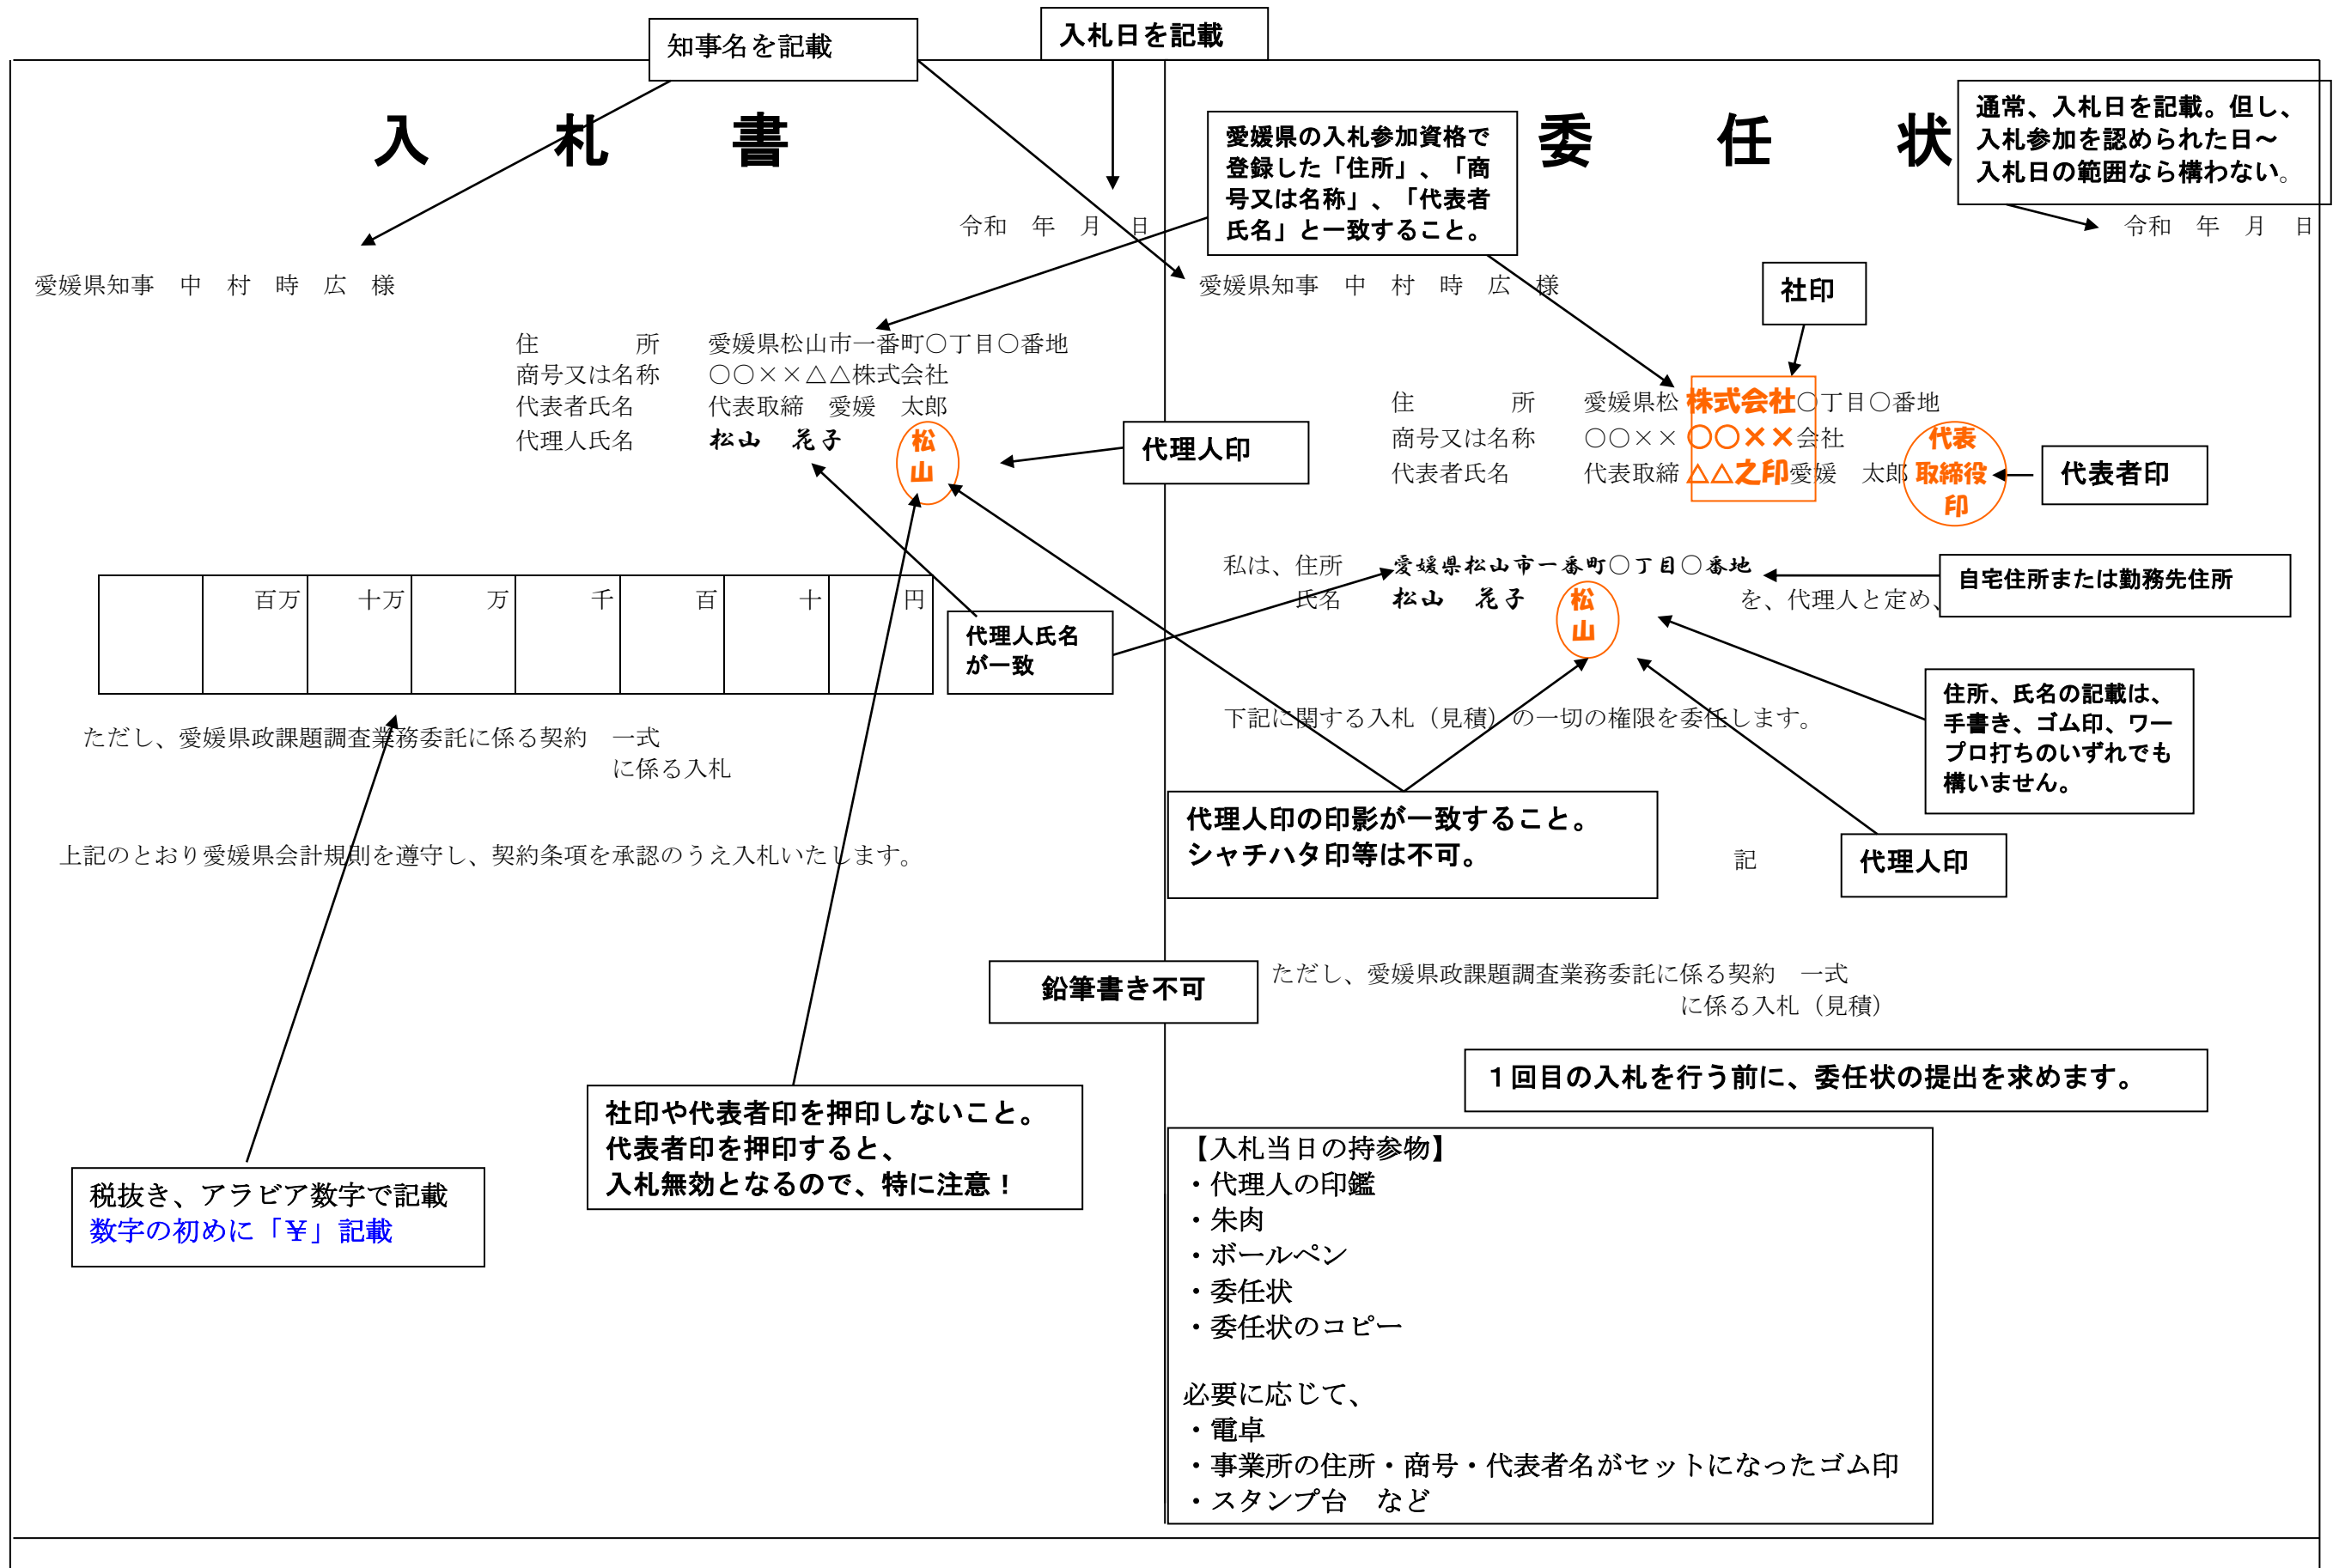 知事名を記載
入札日を記載
入　札　書
令和　年　月　日
愛媛県知事　中　村　時　広　様
住　　　　所　　愛媛県松山市一番町〇丁目〇番地
商号又は名称　　〇〇××△△株式会社
代表者氏名　　　代表取締　愛媛　太郎
代理人氏名　　　松山　花子
松
山
代理人印
百万　十万　万　千　百　十　円
代理人氏名
が一致
ただし、愛媛県政課題調査業務委託に係る契約　一式
に係る入札
上記のとおり愛媛県会計規則を遵守し、契約条項を承認のうえ入札いたします。
税抜き、アラビア数字で記載
数字の初めに「￥」記載
社印や代表者印を押印しないこと。
代表者印を押印すると、
入札無効となるので、特に注意！
鉛筆書き不可
愛媛県の入札参加資格で
登録した「住所」、「商
号又は名称」、「代表者
氏名」と一致すること。
委　任　状
通常、入札日を記載。但し、
入札参加を認められた日～
入札日の範囲なら構わない。
令和　年　月　日
愛媛県知事　中　村　時　広　様
社印
住　　　　所　　愛媛県松　〇丁目〇番地
商号又は名称　　〇〇××　会社
代表者氏名　　　代表取締　愛媛　太郎
株式会社
〇〇××
△△之印
代表
取締役
印
代表者印
私は、住所　　愛媛県松山市一番町〇丁目〇番地
氏名　　松山　花子　　を、代理人と定め、
松
山
自宅住所または勤務先住所
下記に関する入札（見積）の一切の権限を委任します。
住所、氏名の記載は、
手書き、ゴム印、ワー
プロ打ちのいずれでも
構いません。
代理人印の印影が一致すること。
シャチハタ印等は不可。
記
代理人印
ただし、愛媛県政課題調査業務委託に係る契約　一式
に係る入札（見積）
１回目の入札を行う前に、委任状の提出を求めます。
【入札当日の持参物】
・代理人の印鑑
・朱肉
・ボールペン
・委任状
・委任状のコピー
必要に応じて、
・電卓
・事業所の住所・商号・代表者名がセットになったゴム印
・スタンプ台　など